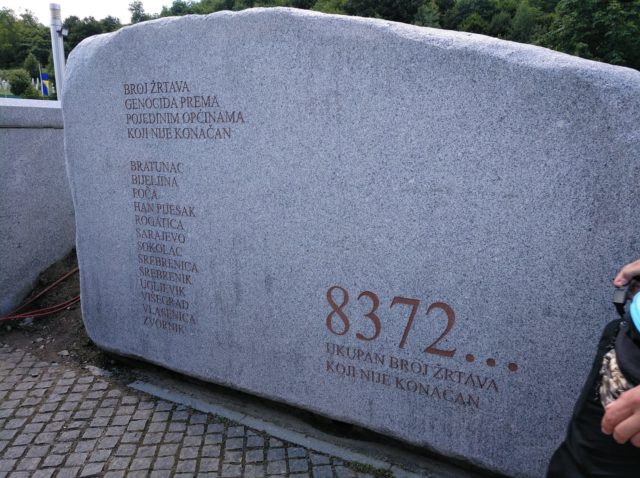 BROJ ŽRTAVA
GENOCIDA PREMA
POJEDINIM OPĆINAMA
KOJI NIJE KONAČAN
BRATUNAC
BIJELJINA
FOČA
HAN PIJESAK
ROGATICA
SARAJEVO
SOKOLAC
SREBRENICA
SREBRENIK
UGLJEVIK
VIŠEGRAD
VLASENICA
ZVORNIK
8372...
UKUPAN BROJ ŽRTAVA
KOJI NIJE KONAČAN